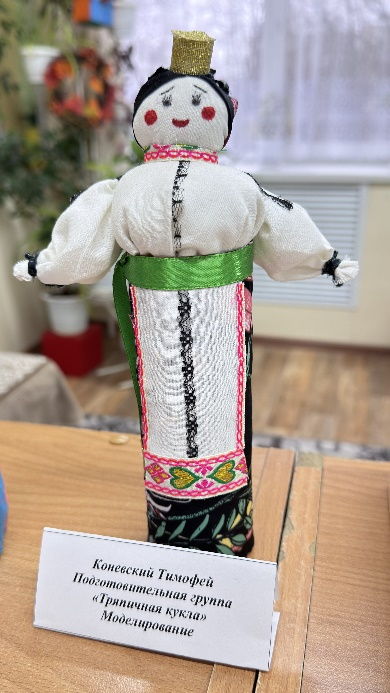 Коневский Тимофей
Подготовительная группа
«Тряпичная кукла»
Моделирование